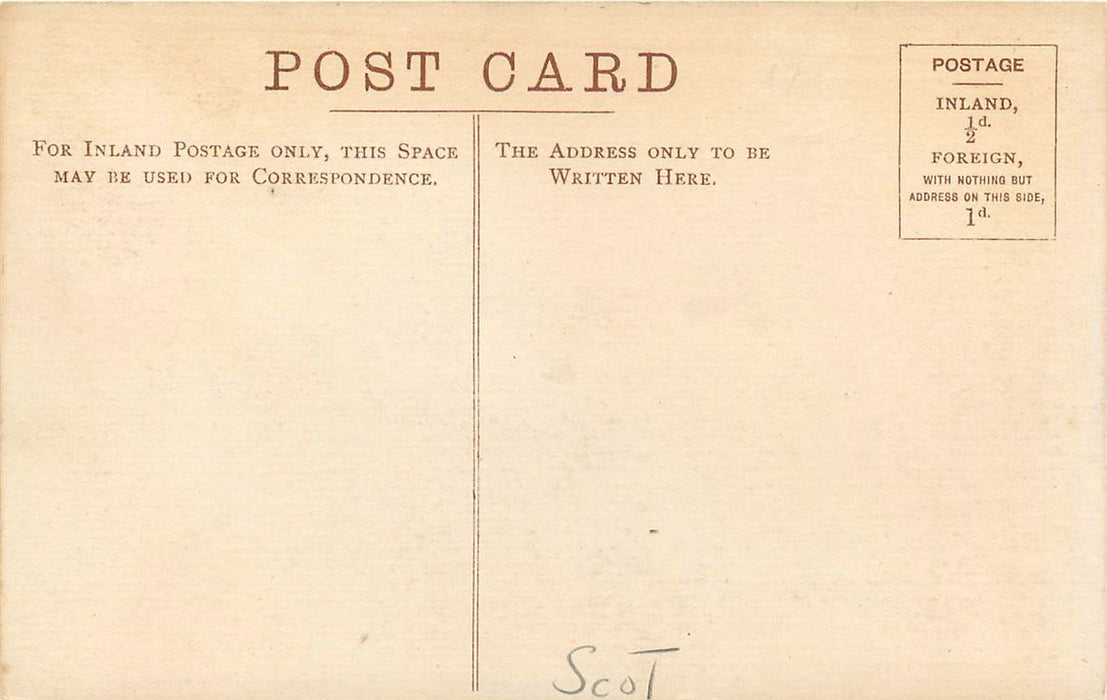 POST CARD
FOR INLAND POSTAGE ONLY, THIS SPACE
MAY BE USED FOR CORRESPONDENCE.
THE ADDRESS ONLY TO BE
WRITTEN HERE.
POSTAGE
INLAND,
½d.
FOREIGN,
WITH NOTHING BUT
ADDRESS ON THIS SIDE,
1d.
Scot